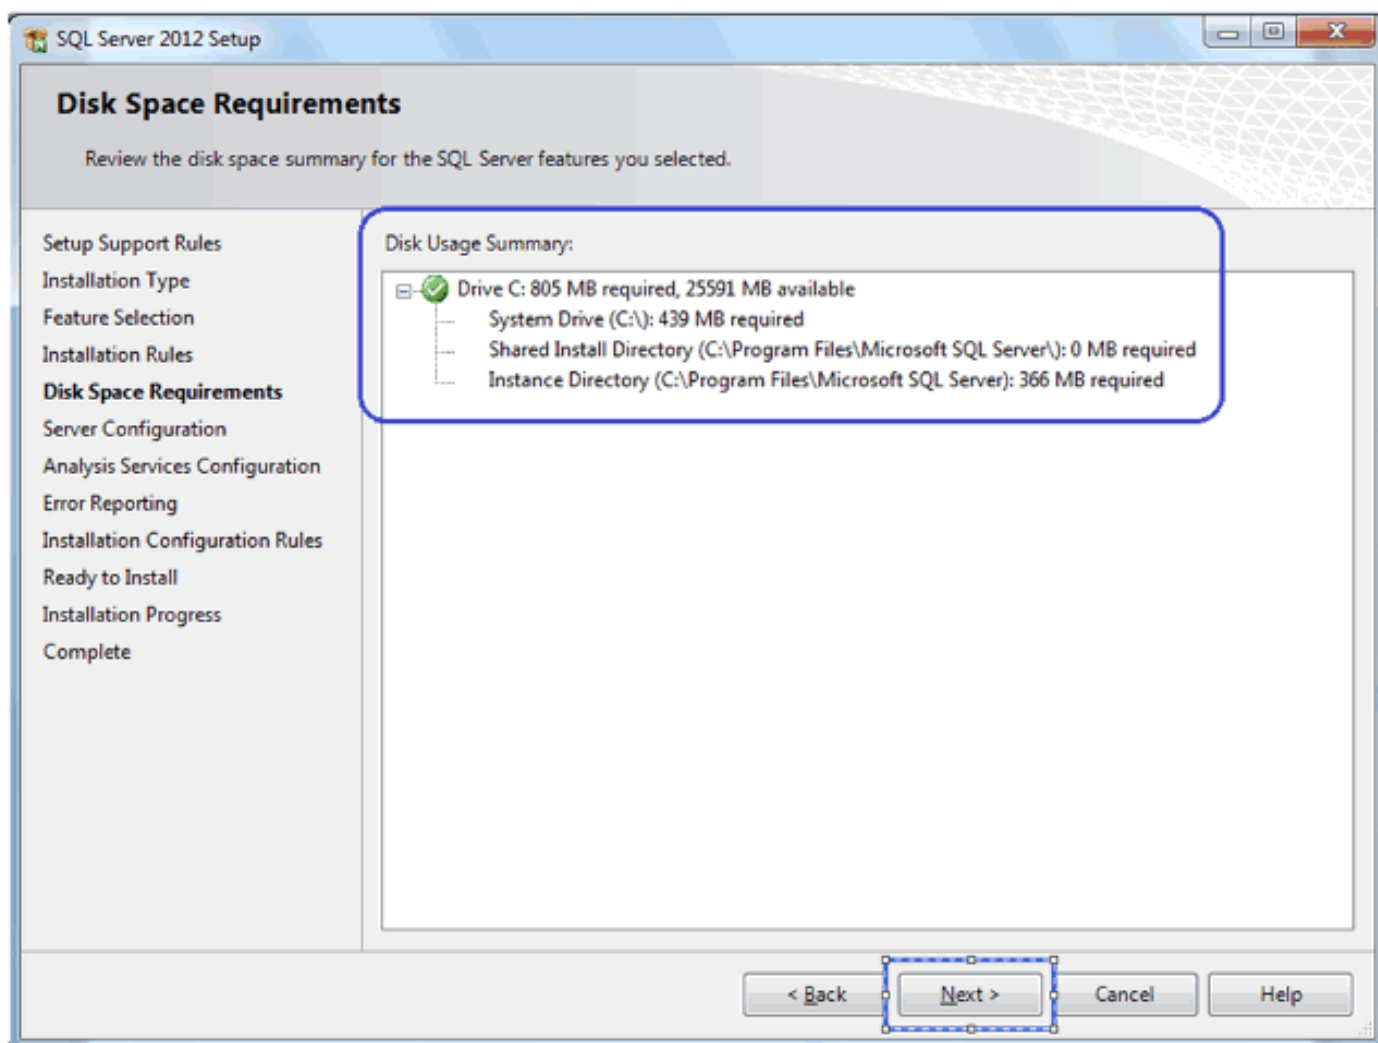 SQL Server 2012 Setup
Disk Space Requirements
Review the disk space summary for the SQL Server features you selected.
Setup Support Rules
Installation Type
Feature Selection
Installation Rules
Disk Space Requirements
Server Configuration
Analysis Services Configuration
Error Reporting
Installation Configuration Rules
Ready to Install
Installation Progress
Complete
Disk Usage Summary:
Drive C: 805 MB required, 25591 MB available
System Drive (C:\): 439 MB required
Shared Install Directory (C:\Program Files\Microsoft SQL Server\): 0 MB required
Instance Directory (C:\Program Files\Microsoft SQL Server): 366 MB required
< Back
Next >
Cancel
Help